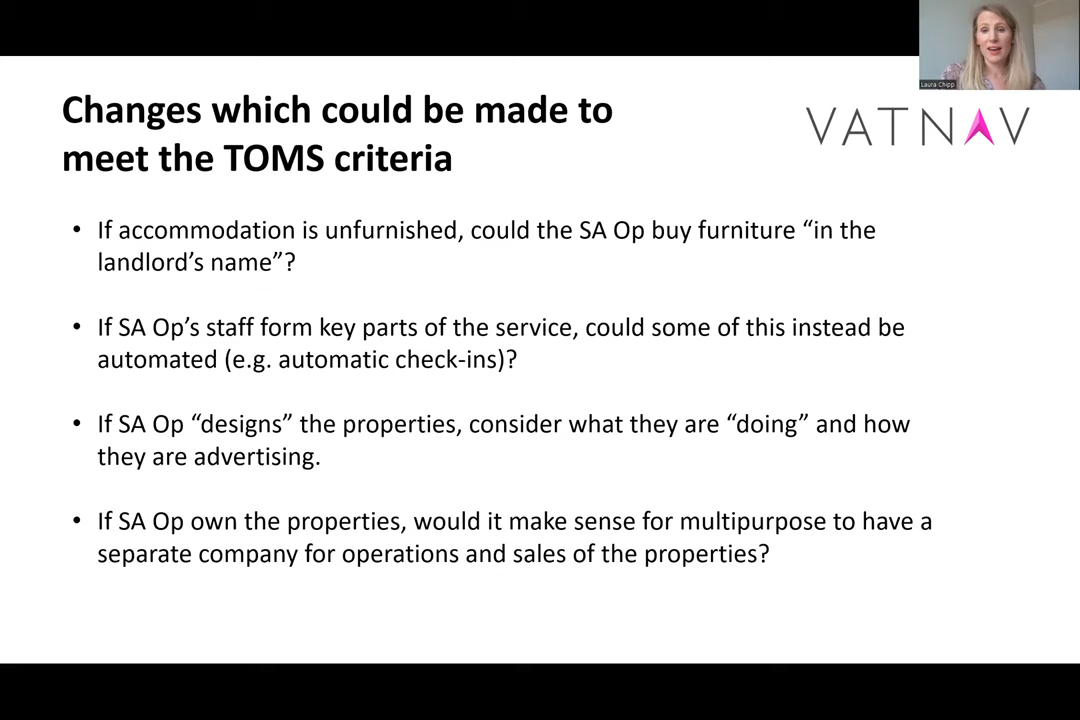 Laura Chipp
VATNAV
Changes which could be made to
meet the TOMS criteria
• If accommodation is unfurnished, could the SA Op buy furniture “in the
landlord’s name”?
• If SA Op’s staff form key parts of the service, could some of this instead be
automated (e.g. automatic check-ins)?
• If SA Op “designs” the properties, consider what they are “doing” and how
they are advertising.
• If SA Op own the properties, would it make sense for multipurpose to have a
separate company for operations and sales of the properties?